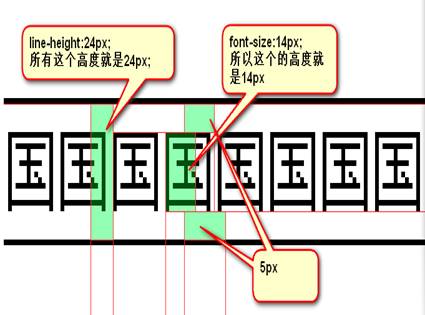 line-height:24px;
所有这个高度就是24px;
font-size:14px;
所以这个的高度就
是14px
国国国国国国国国
5px